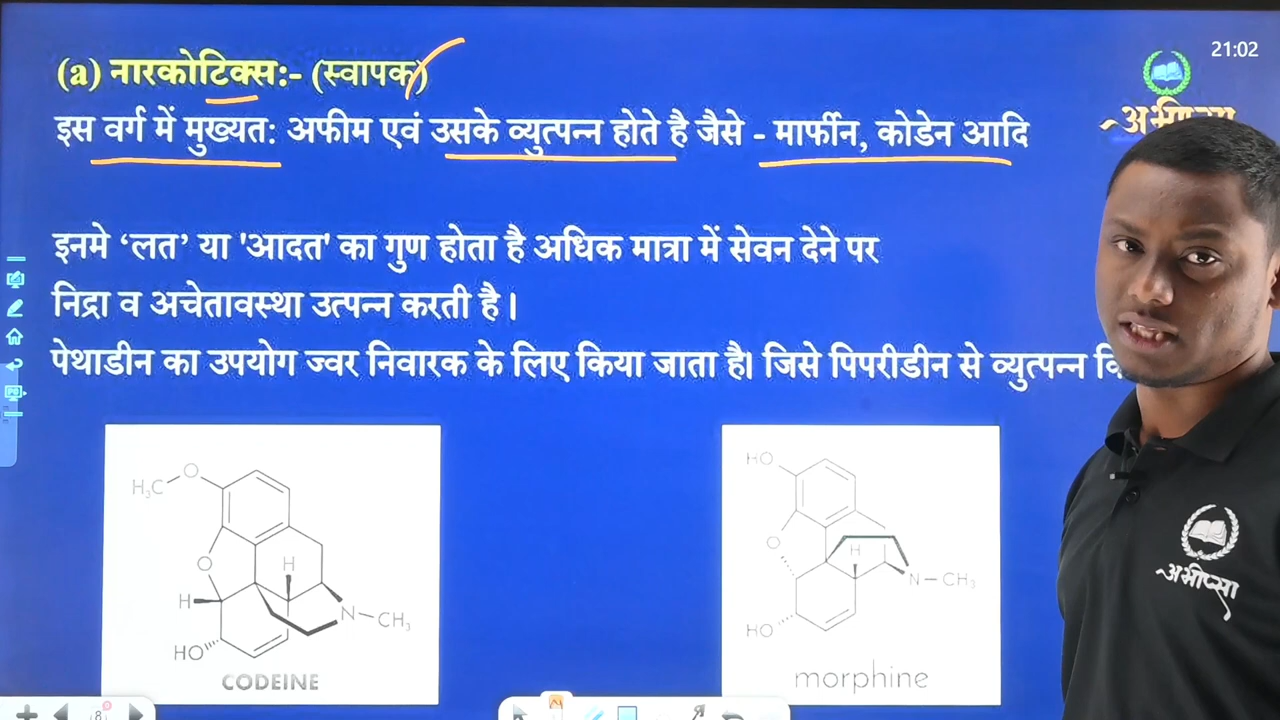 (a) नारकोटिक्स:- (स्वापक)
21:02
अभीप्सा
इस वर्ग में मुख्यत: अफीम एवं उसके व्युत्पन्न होते है जैसे - मार्फीन, कोडेन आदि
इनमे ‘लत’ या 'आदत' का गुण होता है अधिक मात्रा में सेवन देने पर
निद्रा व अचेतावस्था उत्पन्न करती है।
पेथाडीन का उपयोग ज्वर निवारक के लिए किया जाता है। जिसे पिपरीडीन से व्युत्पन्न
H₃C
O
O
H
H
N
CH₃
HO
CODEINE
HO
O
H
N
CH₃
HO
morphine
अभीप्सा
8